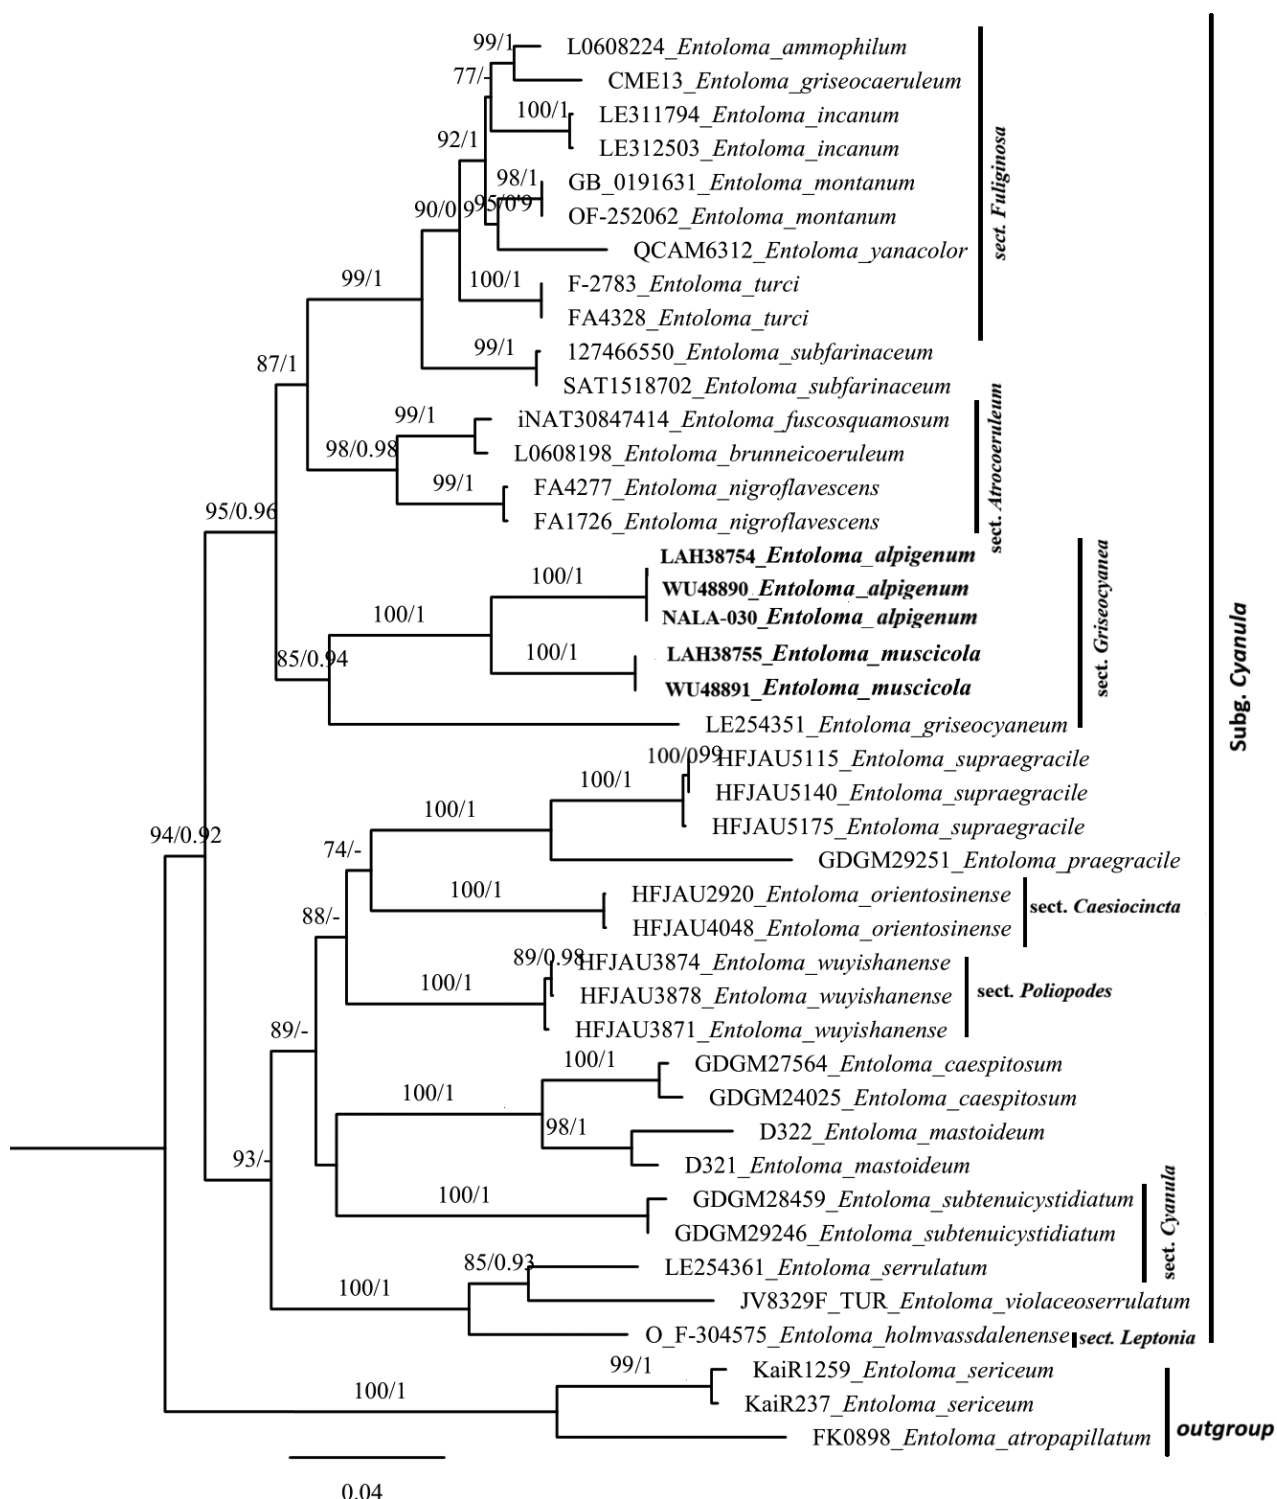 99/1
L0608224_Entoloma_ammophilum
77/-
CME13_Entoloma_griseocaeruleum
100/1
LE311794_Entoloma_incanum
92/1
LE312503_Entoloma_incanum
98/1
GB_0191631_Entoloma_montanum
90/0.9
95/0'9
OF-252062_Entoloma_montanum
QCAM6312_Entoloma_yanacolor
sect. Fuliginosa
99/1
100/1
F-2783_Entoloma_turci
FA4328_Entoloma_turci
99/1
127466550_Entoloma_subfarinaceum
87/1
SAT1518702_Entoloma_subfarinaceum
99/1
iNAT30847414_Entoloma_fuscosquamosum
98/0.98
L0608198_Entoloma_brunneicoeruleum
99/1
FA4277_Entoloma_nigroflavescens
FA1726_Entoloma_nigroflavescens
sect. Atrocoeruleum
95/0.96
LAH38754_Entoloma_alpigenum
100/1
WU48890_Entoloma_alpigenum
100/1
NALA-030_Entoloma_alpigenum
85/0.94
100/1
LAH38755_Entoloma_muscicola
WU48891_Entoloma_muscicola
LE254351_Entoloma_griseocyaneum
sect. Griseocyanea
Subg. Cyanula
100/099
HFJAU5115_Entoloma_supraegracile
100/1
HFJAU5140_Entoloma_supraegracile
100/1
HFJAU5175_Entoloma_supraegracile
94/0.92
74/-
GDGM29251_Entoloma_praegracile
100/1
HFJAU2920_Entoloma_orientosinense
sect. Caesiocincta
88/-
HFJAU4048_Entoloma_orientosinense
89/0.98
HFJAU3874_Entoloma_wuyishanense
100/1
HFJAU3878_Entoloma_wuyishanense
sect. Poliopodes
89/-
HFJAU3871_Entoloma_wuyishanense
100/1
GDGM27564_Entoloma_caespitosum
100/1
GDGM24025_Entoloma_caespitosum
98/1
D322_Entoloma_mastoideum
93/-
D321_Entoloma_mastoideum
100/1
GDGM28459_Entoloma_subtenuicystidiatum
GDGM29246_Entoloma_subtenuicystidiatum
sect. Cyanula
85/0.93
LE254361_Entoloma_serrulatum
100/1
JV8329F_TUR_Entoloma_violaceoserrulatum
O_F-304575_Entoloma_holmvassdalenense
sect. Leptonia
99/1
KaiR1259_Entoloma_sericeum
100/1
KaiR237_Entoloma_sericeum
outgroup
FK0898_Entoloma_atropapillatum
0.04